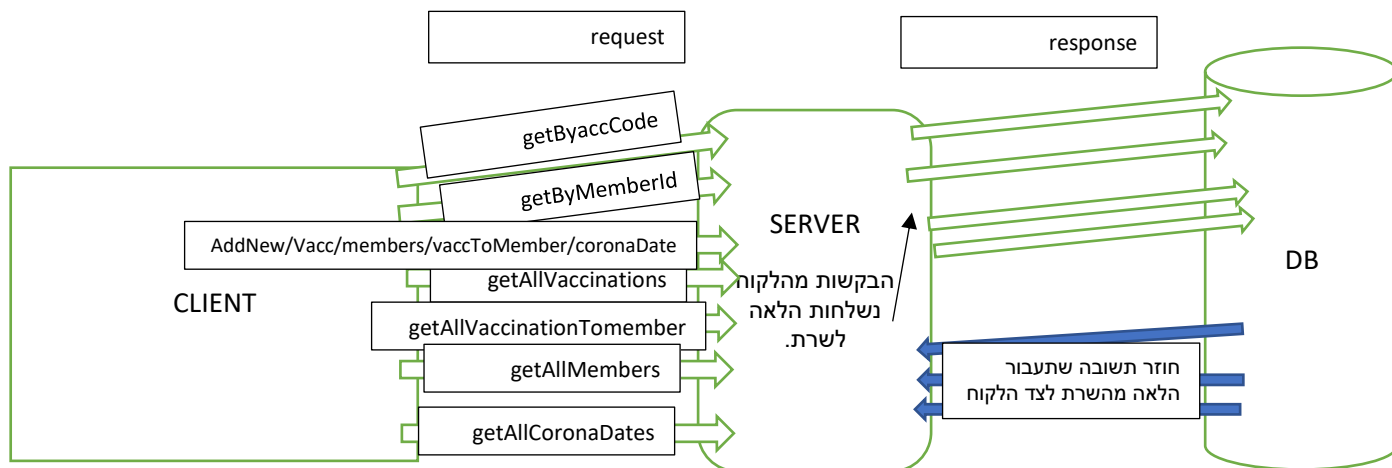 request
response
getByaccCode
getByMemberId
AddNew/Vacc/members/vaccToMember/coronaDate
getAllVaccinations
getAllVaccinationTomember
getAllMembers
getAllCoronaDates
CLIENT
SERVER
הבקשות מהלקוח
נשלחות הלאה
לשרת.
DB
חוזר תשובה שתעבור
הלאה מהשרת לצד הלקוח